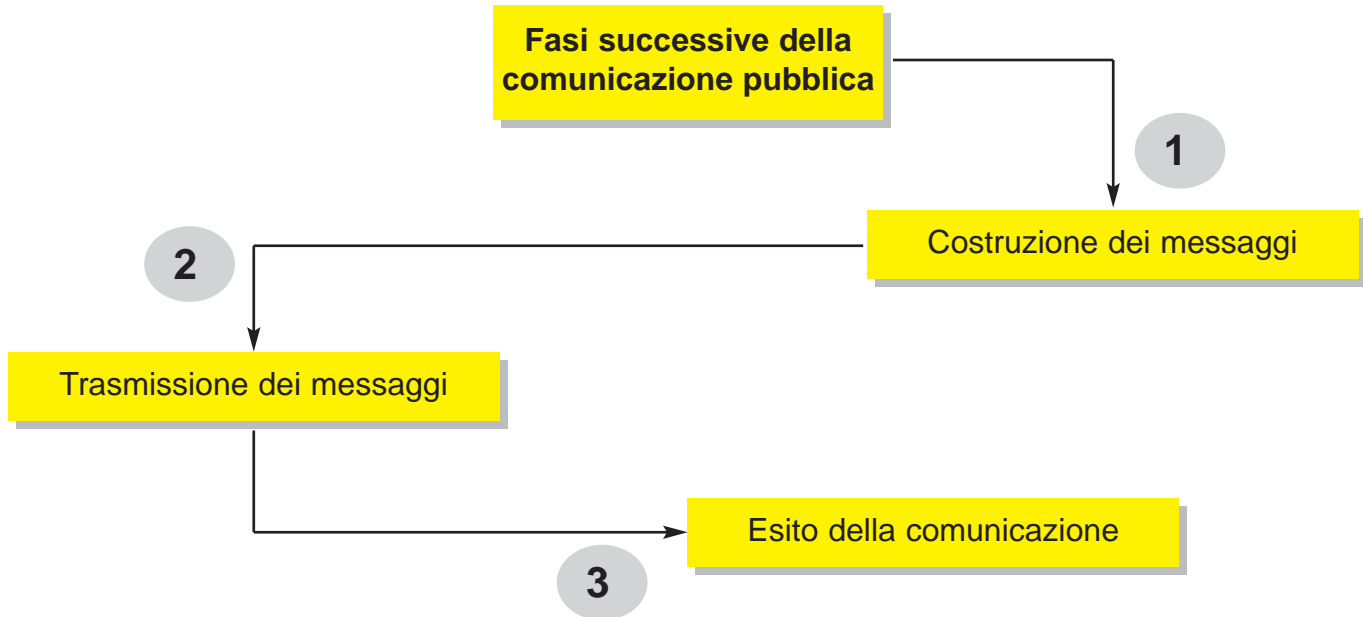 Fasi successive della
comunicazione pubblica
1
Costruzione dei messaggi
2
Trasmissione dei messaggi
Esito della comunicazione
3